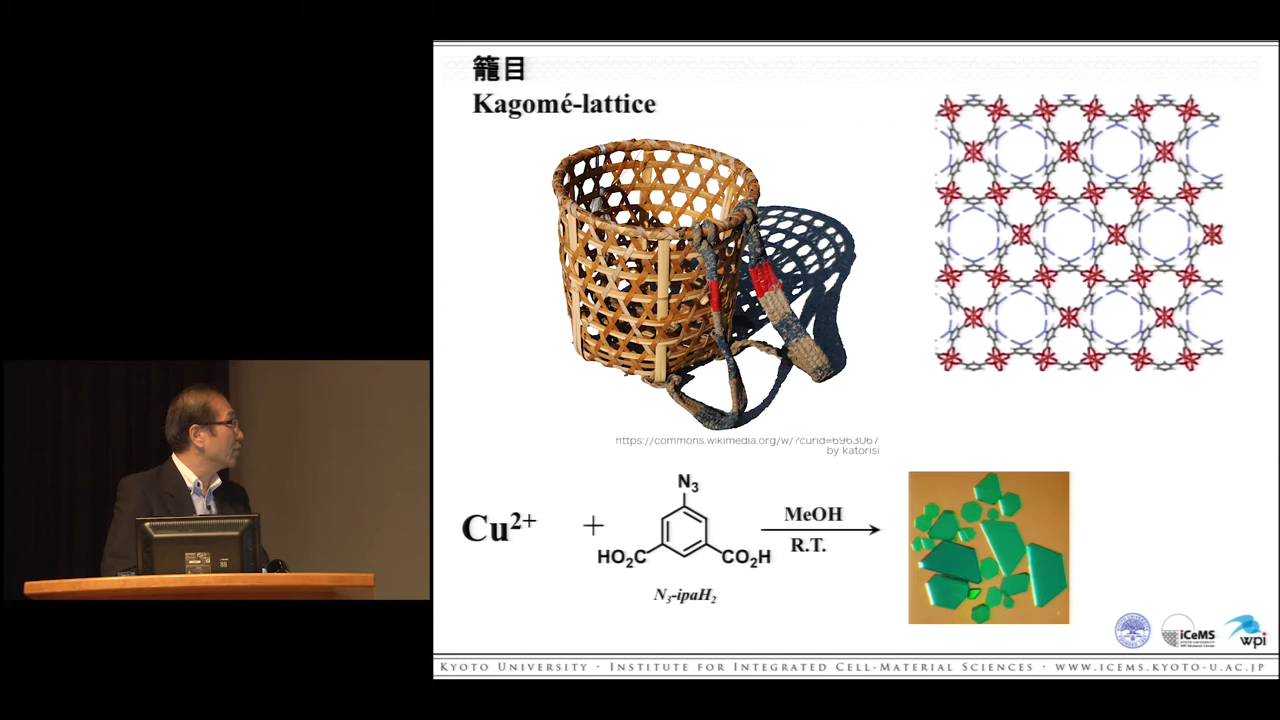 籠目
Kagomé-lattice
https://commons.wikimedia.org/w/?curid=6963067
by katorisi
Cu²⁺ + N₃ HO₂C CO₂H MeOH
R.T.
N₃-ipaH₂
iCeMS
wpi
KYOTO UNIVERSITY · INSTITUTE FOR INTEGRATED CELL-MATERIAL SCIENCES · WWW.ICEMS.KYOTO-U.AC.JP